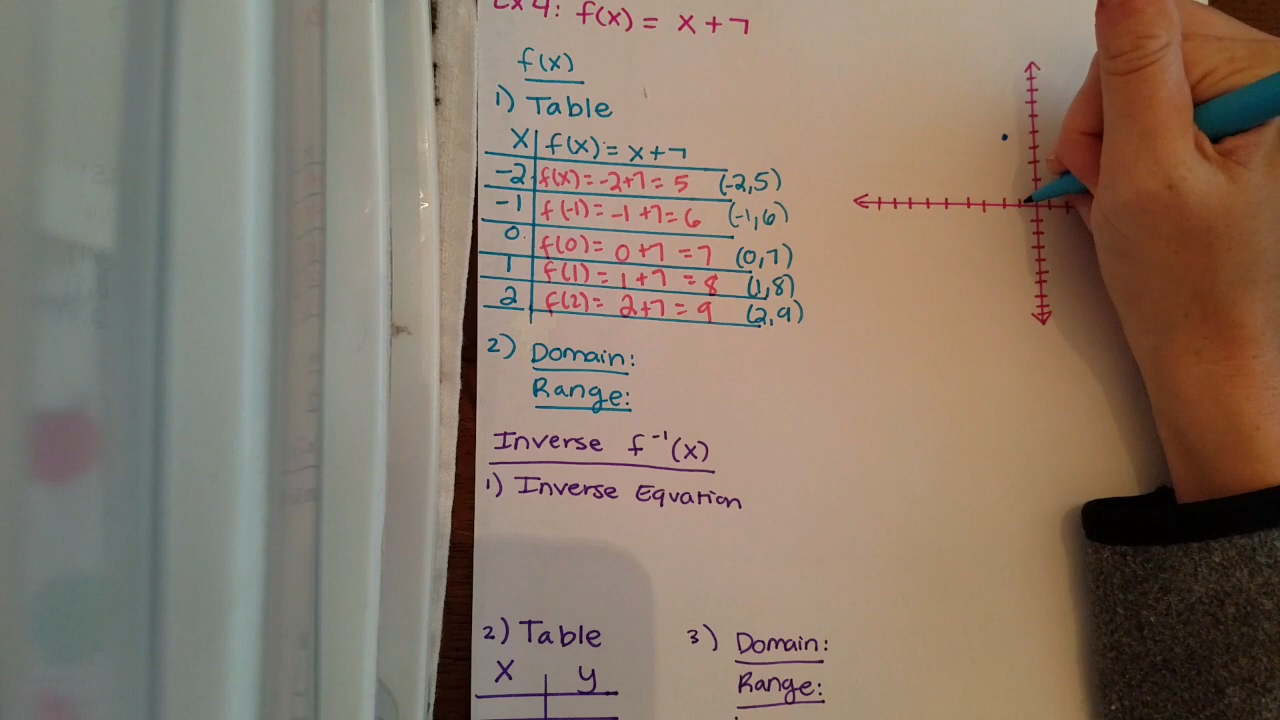 Ex 4: f(x) = x+7
f(x)
1) Table
x f(x) = x+7
-2 f(x) = -2+7 = 5 (-2,5)
-1 f(-1) = -1+7 = 6 (-1,6)
0 f(0) = 0+7 = 7 (0,7)
1 f(1) = 1+7 = 8 (1,8)
2 f(2) = 2+7 = 9 (2,9)
2) Domain:
Range:
Inverse f⁻¹(x)
1) Inverse Equation
2) Table
x y
3) Domain:
Range: